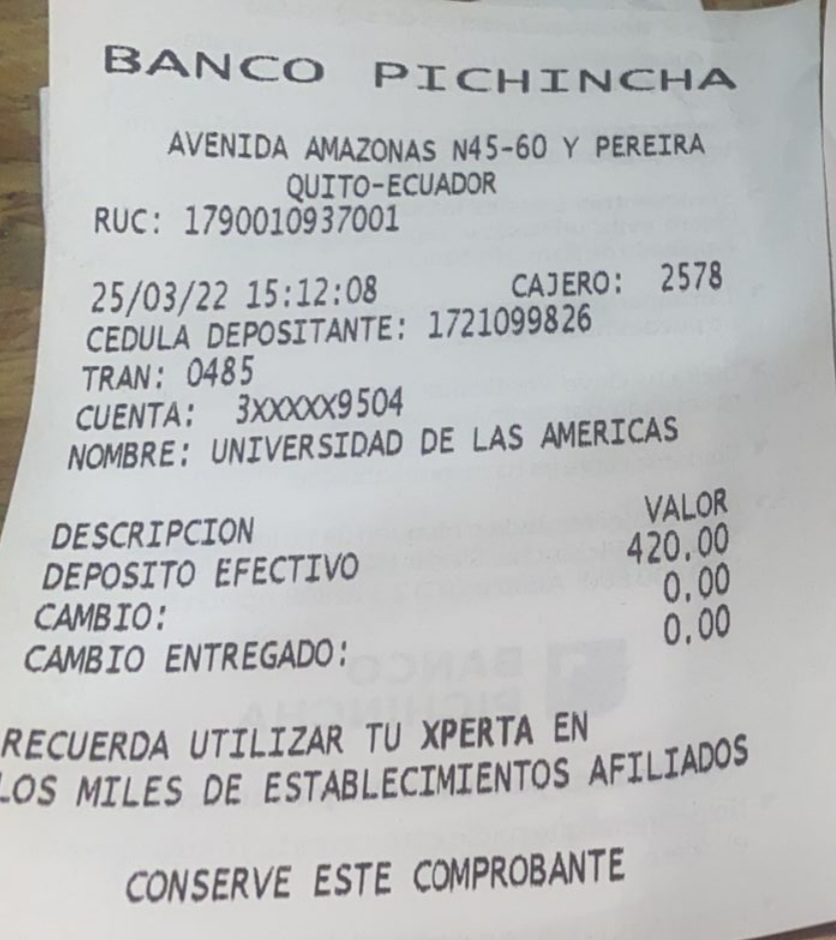 BANCO PICHINCHA
AVENIDA AMAZONAS N45-60 Y PEREIRA
QUITO-ECUADOR
RUC: 1790010937001
25/03/22 15:12:08 CAJERO: 2578
CEDULA DEPOSITANTE: 1721099826
TRAN: 0485
CUENTA: 3XXXXX9504
NOMBRE: UNIVERSIDAD DE LAS AMERICAS
DESCRIPCION VALOR
DEPOSITO EFECTIVO 420.00
CAMBIO: 0.00
CAMBIO ENTREGADO: 0.00
RECUERDA UTILIZAR TU XPERTA EN
LOS MILES DE ESTABLECIMIENTOS AFILIADOS
CONSERVE ESTE COMPROBANTE